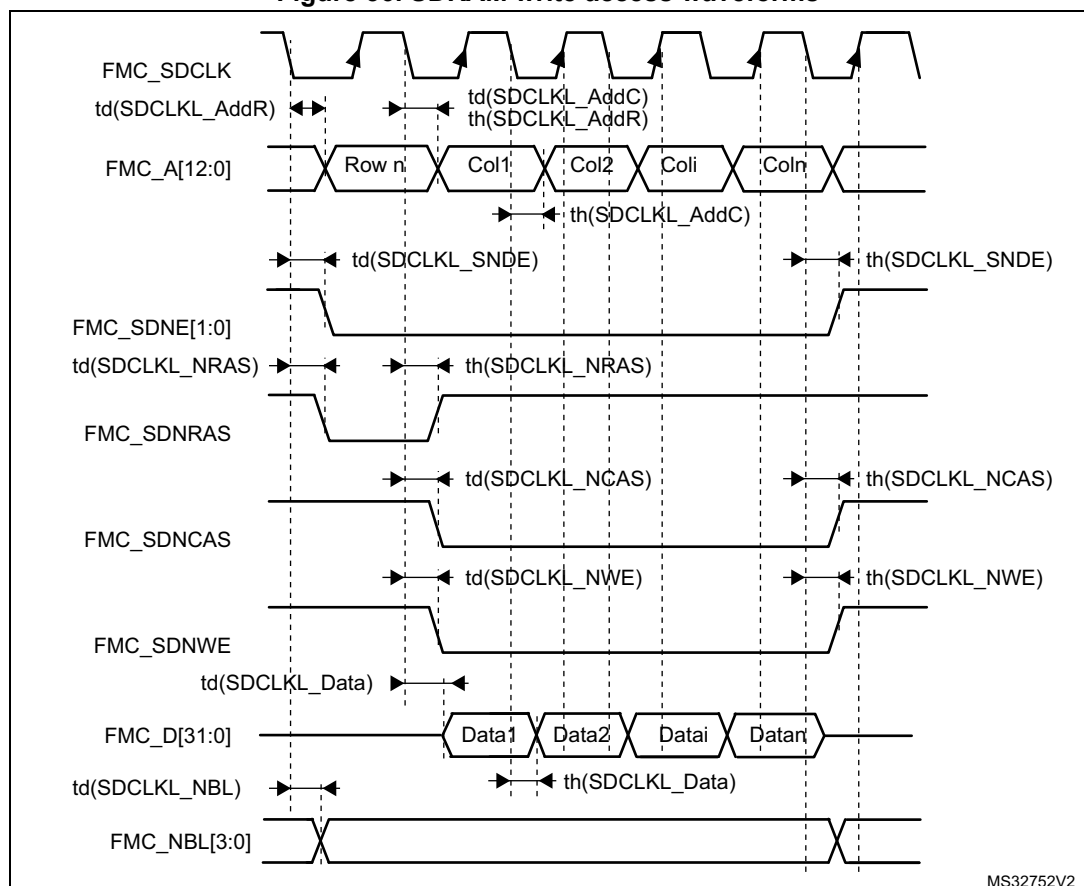 FMC_SDCLK
td(SDCLKL_AddR)
td(SDCLKL_AddC)
th(SDCLKL_AddR)
FMC_A[12:0]
Row n
Col1
Col2
Coli
Coln
th(SDCLKL_AddC)
td(SDCLKL_SNDE)
th(SDCLKL_SNDE)
FMC_SDNE[1:0]
td(SDCLKL_NRAS)
th(SDCLKL_NRAS)
FMC_SDNRAS
td(SDCLKL_NCAS)
th(SDCLKL_NCAS)
FMC_SDNCAS
td(SDCLKL_NWE)
th(SDCLKL_NWE)
FMC_SDNWE
td(SDCLKL_Data)
FMC_D[31:0]
Data1
Data2
Datai
Datan
td(SDCLKL_NBL)
th(SDCLKL_Data)
FMC_NBL[3:0]
MS32752V2